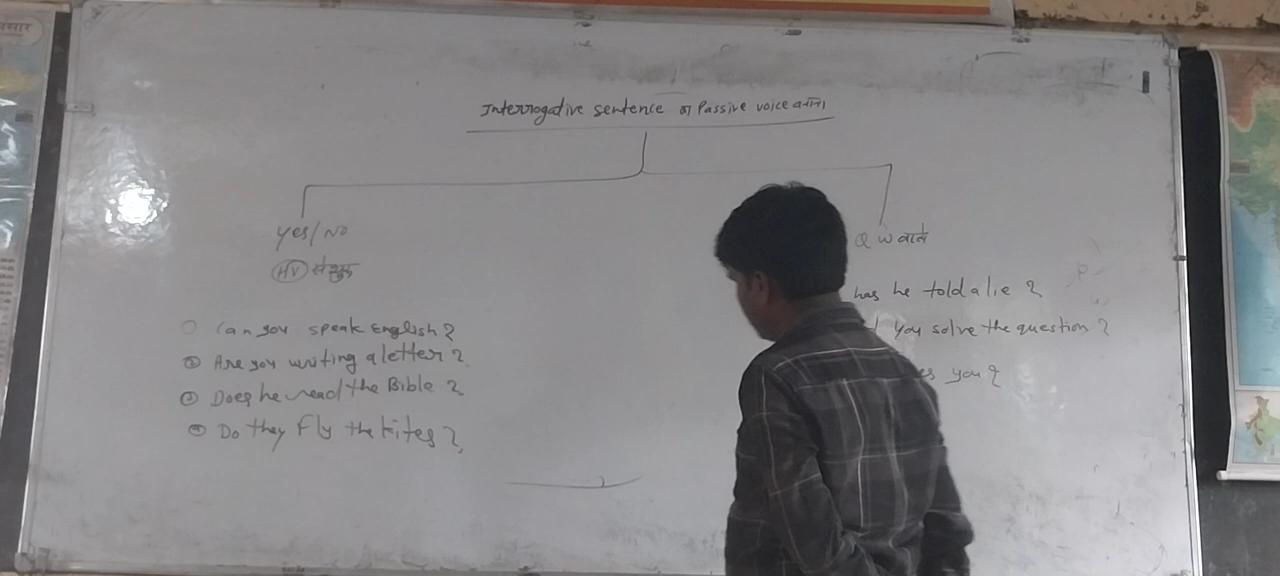 Interrogative sentence का Passive voice बनाना
Yes/No
HV से शुरू
Can you speak English?
② Are you writing a letter?
③ Does he read the Bible?
④ Do they fly the kites?
Q W वाले
has he told a lie?
you solve the question?
you?